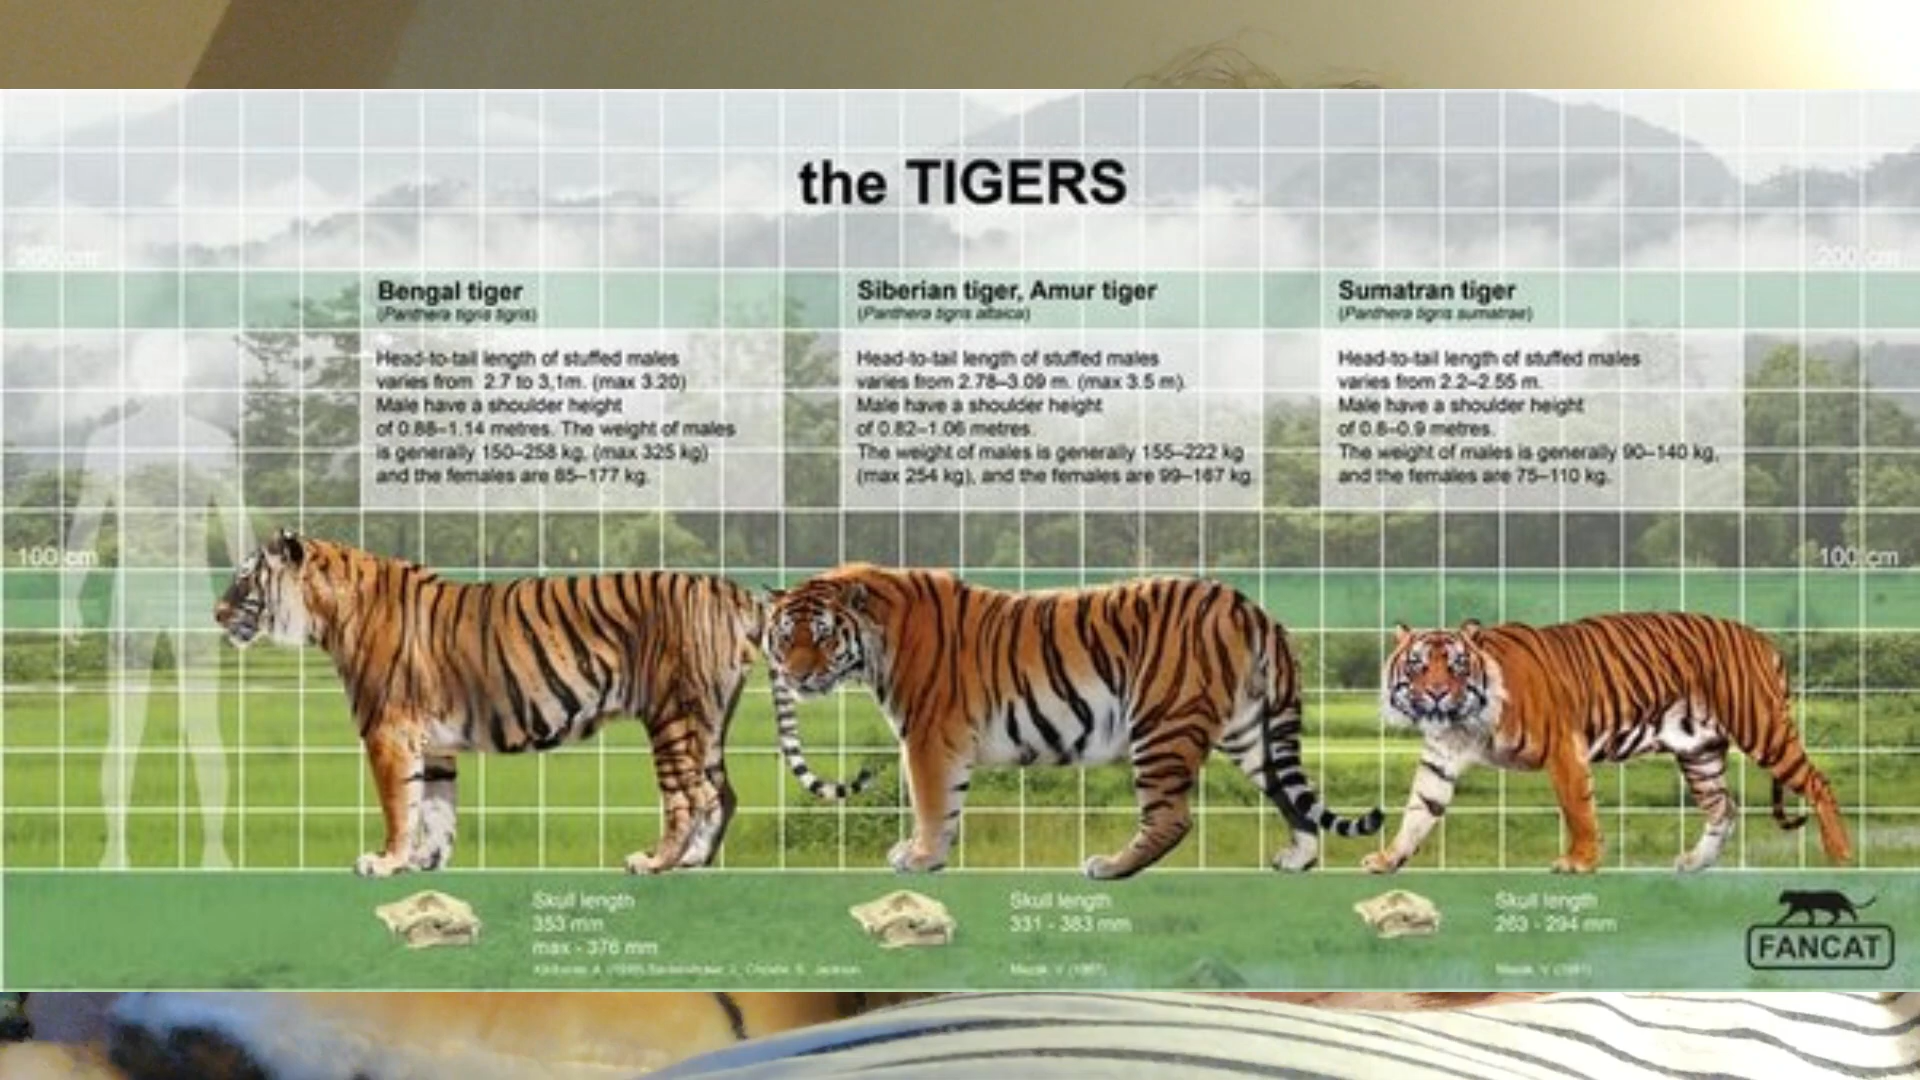 the TIGERS
200 cm
200 cm
Bengal tiger
(Panthera tigris tigris)
Head-to-tail length of stuffed males
varies from 2.7 to 3,1m. (max 3.20)
Male have a shoulder height
of 0.88–1.14 metres. The weight of males
is generally 150–258 kg, (max 325 kg)
and the females are 85–177 kg.
Siberian tiger, Amur tiger
(Panthera tigris altaica)
Head-to-tail length of stuffed males
varies from 2.78–3.09 m. (max 3.5 m).
Male have a shoulder height
of 0.82–1.06 metres.
The weight of males is generally 155–222 kg
(max 254 kg), and the females are 99–167 kg.
Sumatran tiger
(Panthera tigris sumatrae)
Head-to-tail length of stuffed males
varies from 2.2–2.55 m.
Male have a shoulder height
of 0.8–0.9 metres.
The weight of males is generally 90–140 kg,
and the females are 75–110 kg.
100 cm
100 cm
Skull length
353 mm
max - 376 mm
Skull length
331 - 383 mm
Mazak V (1967)
Skull length
263 - 294 mm
Mazak V (1981)
FANCAT